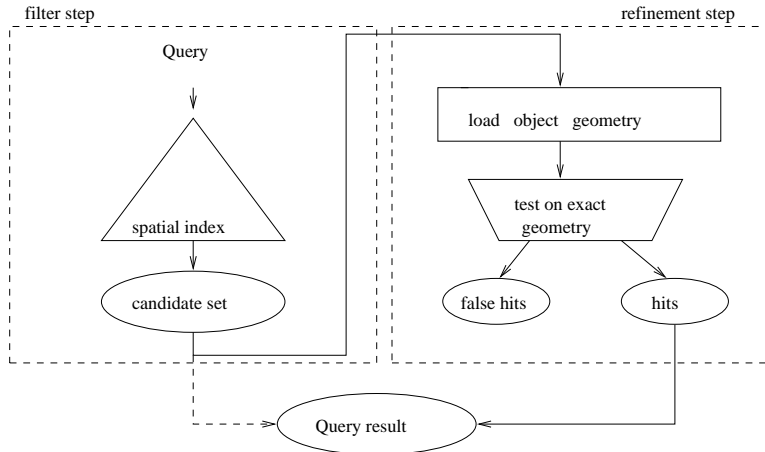 filter step
refinement step
Query
load object geometry
test on exact
geometry
spatial index
candidate set
false hits
hits
Query result